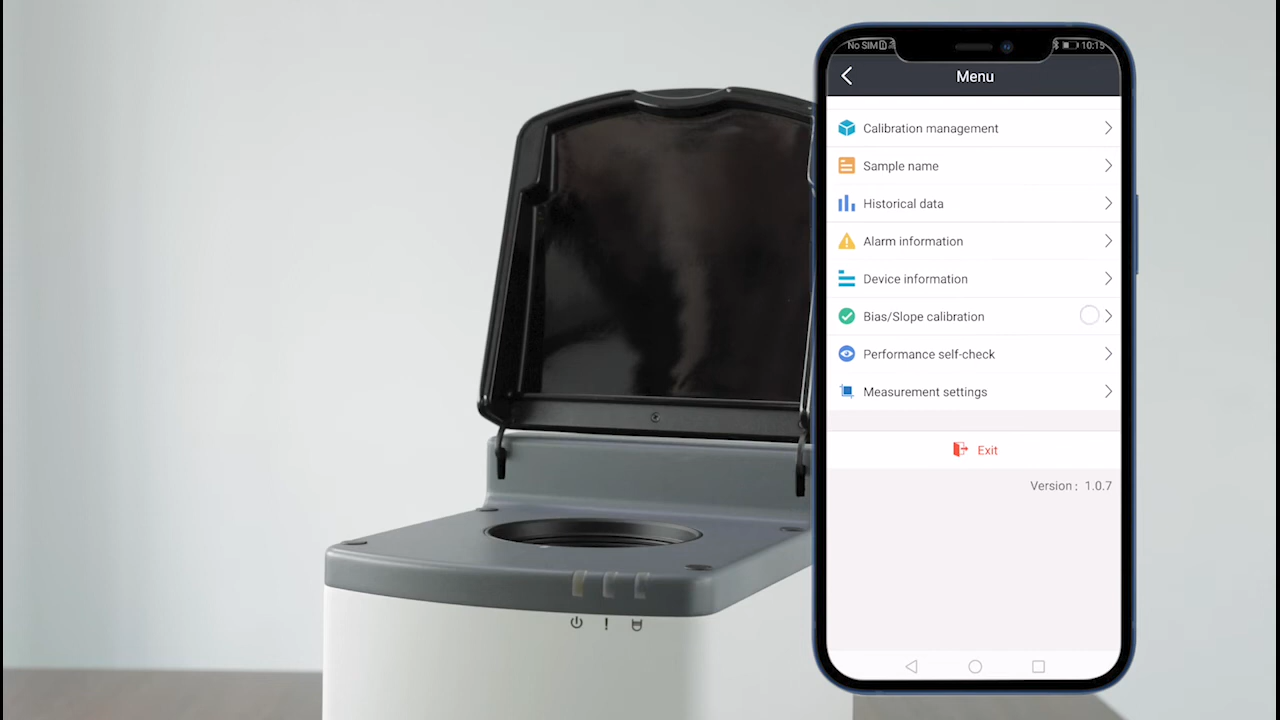 No SIM
10:15
Menu
Calibration management
Sample name
Historical data
Alarm information
Device information
Bias/Slope calibration
Performance self-check
Measurement settings
Exit
Version： 1.0.7
!